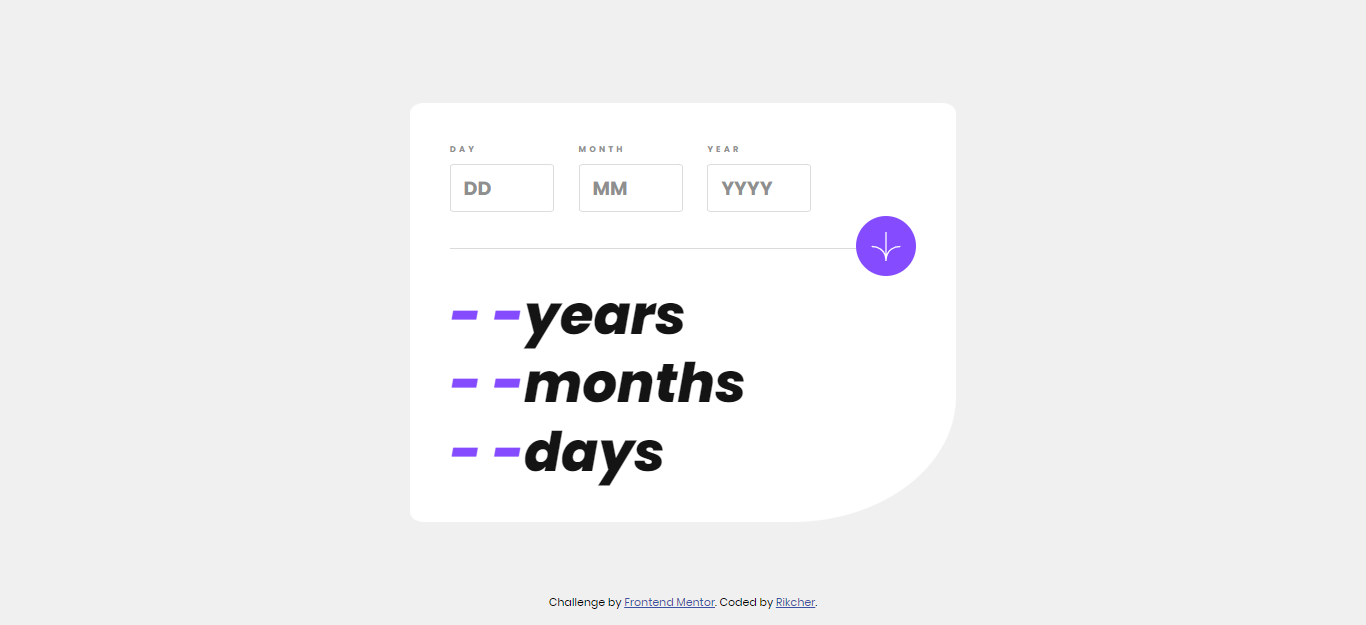 DAY MONTH YEAR
DD MM YYYY
- -years
- -months
- -days
Challenge by Frontend Mentor. Coded by Rikcher.